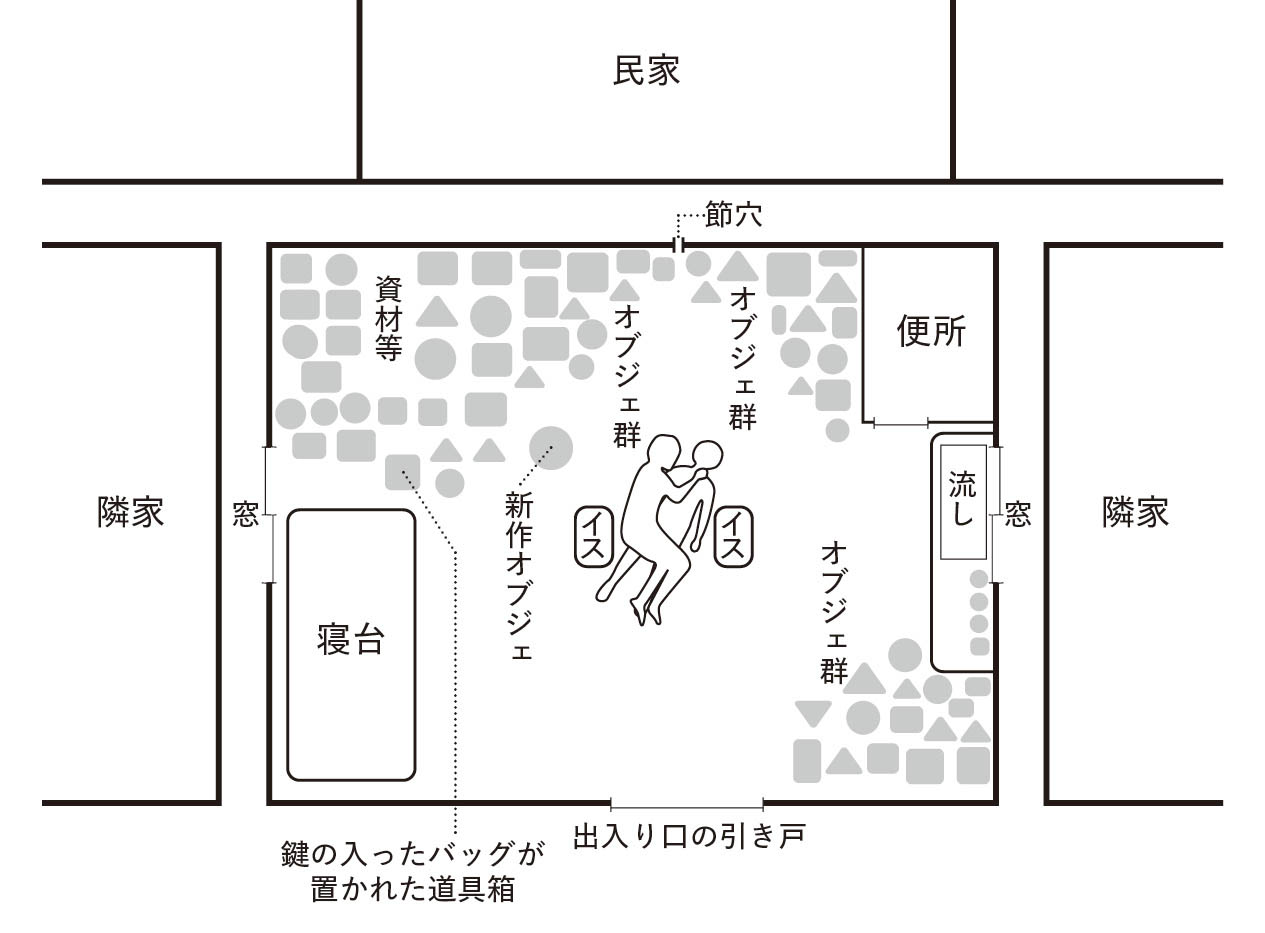 民家
節穴
資材等
オブジェ群
オブジェ群
便所
隣家
窓
新作オブジェ
イス
イス
流し
窓
隣家
オブジェ群
寝台
出入り口の引き戸
鍵の入ったバッグが
置かれた道具箱